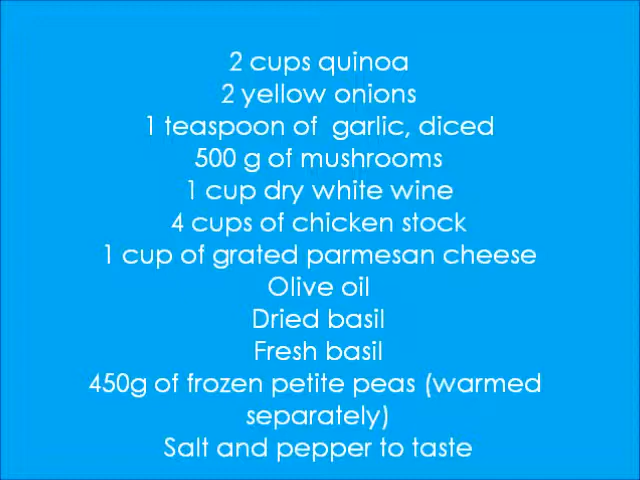 2 cups quinoa
2 yellow onions
1 teaspoon of  garlic, diced
500 g of mushrooms
1 cup dry white wine
4 cups of chicken stock
1 cup of grated parmesan cheese
Olive oil
Dried basil
Fresh basil
450g of frozen petite peas (warmed
separately)
Salt and pepper to taste